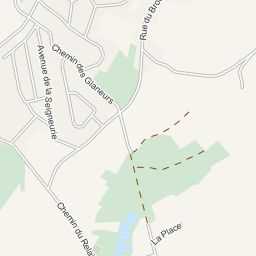 Rue du Bro
Chemin des Glaneurs
Avenue de la Seigneurie
Chemin du Rela
La Place